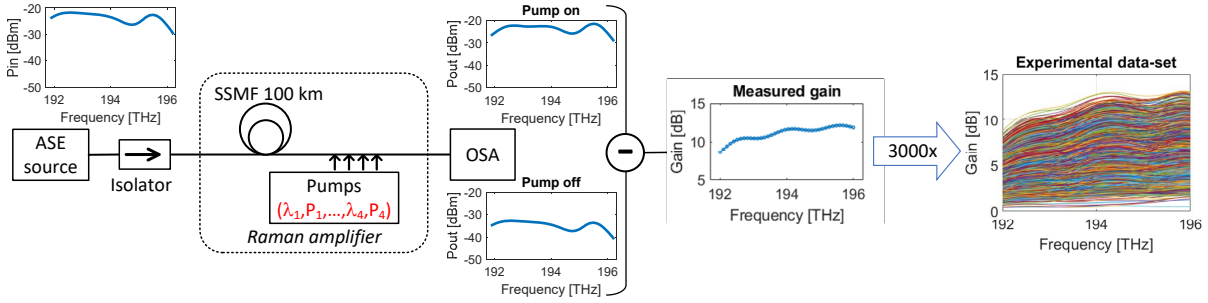 -20
-30
-40
-50
Pin [dBm]
192
194
196
Frequency [THz]
ASE
source
Isolator
SSMF 100 km
Pumps
(λ1,P1,...,λ4,P4)
Raman amplifier
Pump on
-20
-30
-40
-50
Pout [dBm]
192
194
196
Frequency [THz]
OSA
Pump off
-20
-30
-40
-50
Pout [dBm]
192
194
196
Frequency [THz]
−
Measured gain
15
10
5
Gain [dB]
192
194
196
Frequency [THz]
3000x
Experimental data-set
15
10
5
0
Gain [dB]
192
194
196
Frequency [THz]